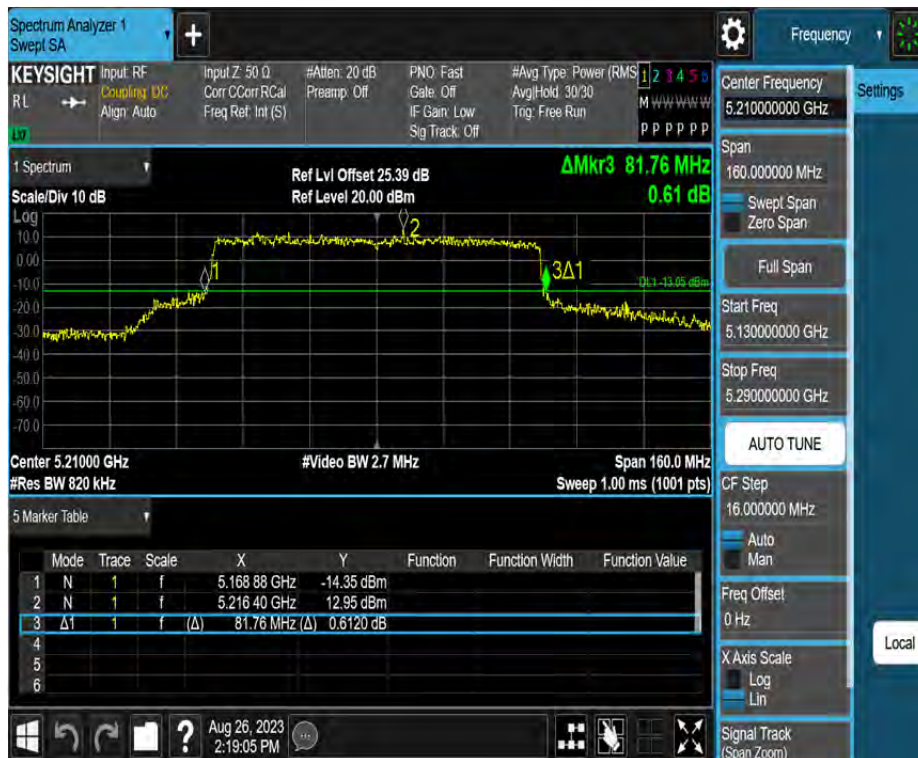 Spectrum Analyzer 1
Swept SA
+
Frequency
KEYSIGHT
RL
LXI
Input: RF
Coupling: DC
Align: Auto
Input Z: 50 Ω
Corr CCorr RCal
Freq Ref: Int (S)
#Atten: 20 dB
Preamp: Off
PNO: Fast
Gate: Off
IF Gain: Low
Sig Track: Off
#Avg Type: Power (RMS
Avg|Hold: 30/30
Trig: Free Run
1 2 3 4 5 6
M W W W W W
P P P P P P
Center Frequency
5.210000000 GHz
Settings
1 Spectrum
Scale/Div 10 dB
Ref Lvl Offset 25.39 dB
Ref Level 20.00 dBm
ΔMkr3 81.76 MHz
0.61 dB
Log
10.0
0.00
-10.0
-20.0
-30.0
-40.0
-50.0
-60.0
-70.0
1
2
3Δ1
DL1 -13.05 dBm
Center 5.21000 GHz
#Res BW 820 kHz
#Video BW 2.7 MHz
Span 160.0 MHz
Sweep 1.00 ms (1001 pts)
Span
160.000000 MHz
Swept Span
Zero Span
Full Span
Start Freq
5.130000000 GHz
Stop Freq
5.290000000 GHz
AUTO TUNE
CF Step
16.000000 MHz
Auto
Man
Freq Offset
0 Hz
X Axis Scale
Log
Lin
Signal Track
(Span Zoom)
Local
5 Marker Table
Mode Trace Scale X Y Function Function Width Function Value
1 N 1 f 5.168 88 GHz -14.35 dBm
2 N 1 f 5.216 40 GHz 12.95 dBm
3 Δ1 1 f (Δ) 81.76 MHz (Δ) 0.6120 dB
4
5
6
?
Aug 26, 2023
2:19:05 PM